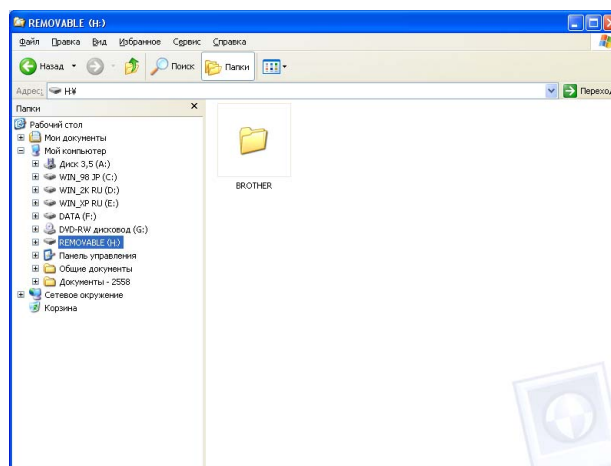 REMOVABLE (H:)
Файл Правка Вид Избранное Сервис Справка
Назад Поиск Папки
Адрес: H:¥ Переход
Папки
Рабочий стол
Мои документы
Мой компьютер
Диск 3,5 (A:)
WIN_98 JP (C:)
WIN_2K RU (D:)
WIN_XP RU (E:)
DATA (F:)
DVD-RW дисковод (G:)
REMOVABLE (H:)
Панель управления
Общие документы
Документы - 2558
Сетевое окружение
Корзина
BROTHER